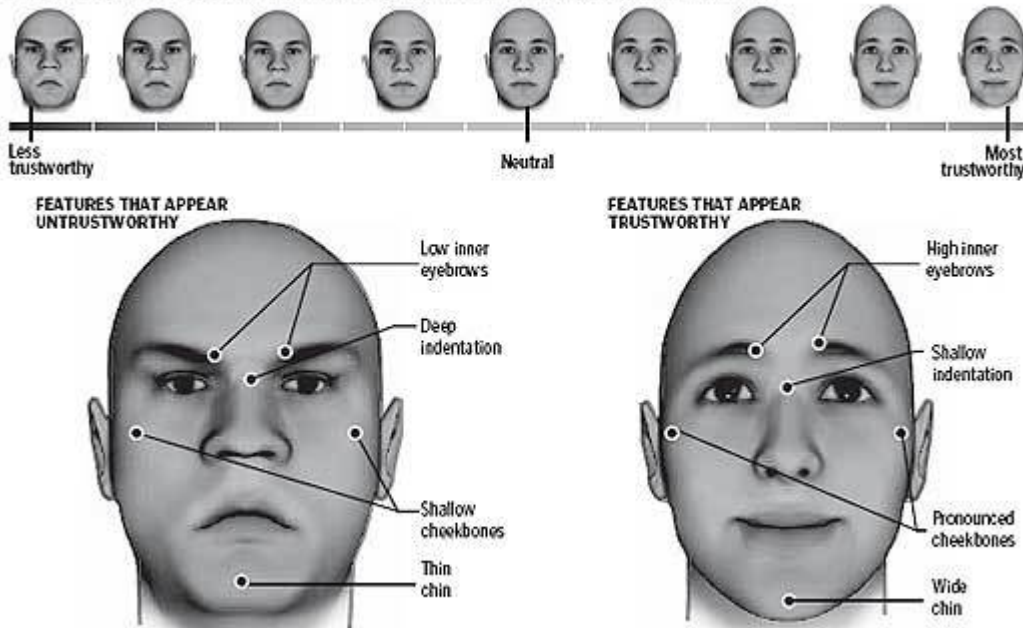 Less
trustworthy
Neutral
Most
trustworthy
FEATURES THAT APPEAR
UNTRUSTWORTHY
Low inner
eyebrows
Deep
indentation
Shallow
cheekbones
Thin
chin
FEATURES THAT APPEAR
TRUSTWORTHY
High inner
eyebrows
Shallow
indentation
Pronounced
cheekbones
Wide
chin